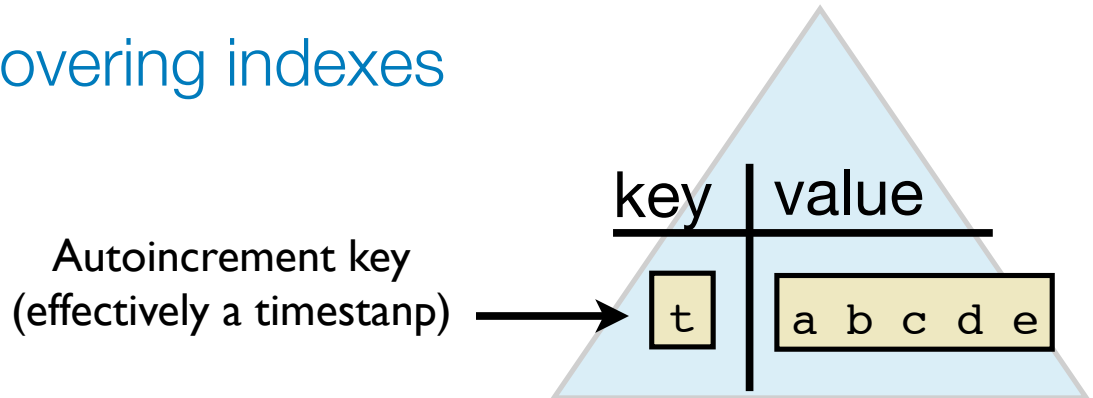 overing indexes
key value
Autoincrement key
(effectively a timestanp)
t a b c d e